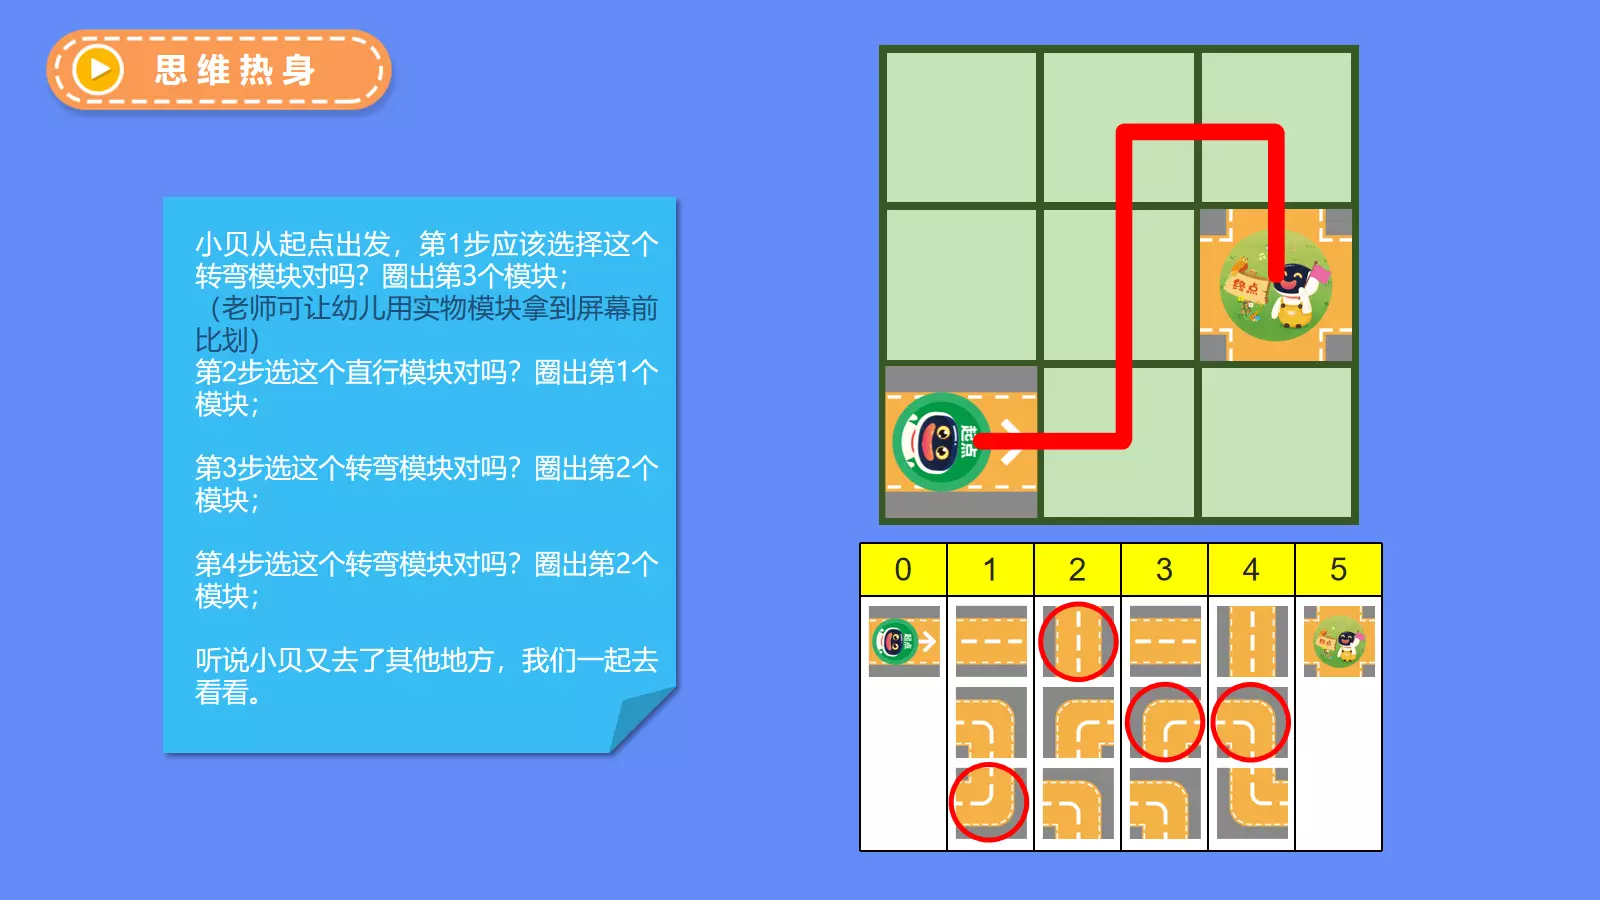 思维热身
小贝从起点出发，第1步应该选择这个
转弯模块对吗？圈出第3个模块；
（老师可让幼儿用实物模块拿到屏幕前
比划）
第2步选这个直行模块对吗？圈出第1个
模块；
第3步选这个转弯模块对吗？圈出第2个
模块；
第4步选这个转弯模块对吗？圈出第2个
模块；
听说小贝又去了其他地方，我们一起去
看看。
终点
起点
0 1 2 3 4 5
起点
终点